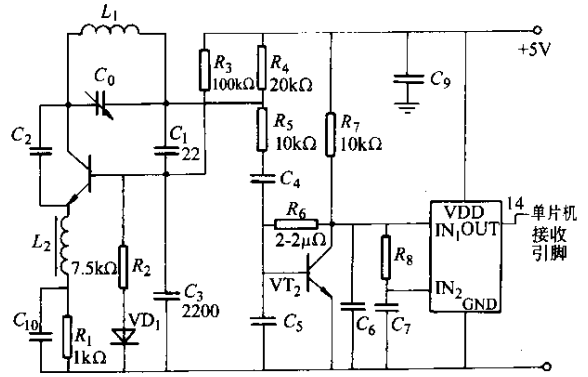 L₁
C₀
C₂
C₁
22
R₃
100kΩ
R₄
20kΩ
R₅
10kΩ
R₇
10kΩ
C₉
+5V
C₄
R₆
2-2μΩ
L₂
7.5kΩ
R₂
C₃
2200
VD₁
C₁₀
R₁
1kΩ
VT₂
C₅
C₆
R₈
C₇
VDD
IN₁OUT
IN₂
GND
14
单片机
接收
引脚